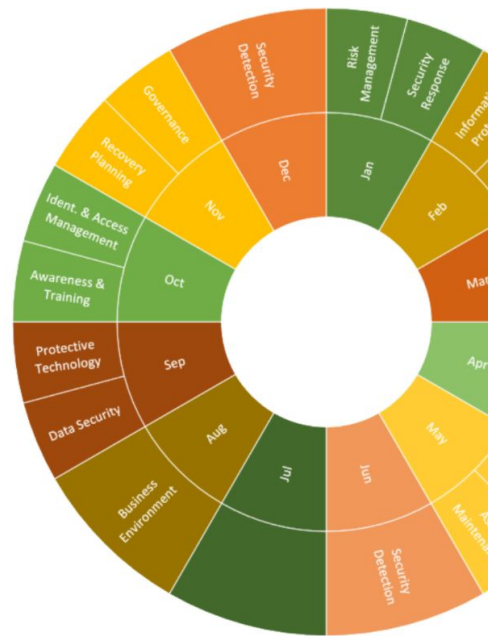 Risk
Management
Security
Response
Jan
Feb
May
Jun
Security
Detection
Jul
Aug
Business
Environment
Sep
Data Security
Protective
Technology
Oct
Awareness &
Training
Ident. & Access
Management
Nov
Recovery
Planning
Governance
Dec
Security
Detection